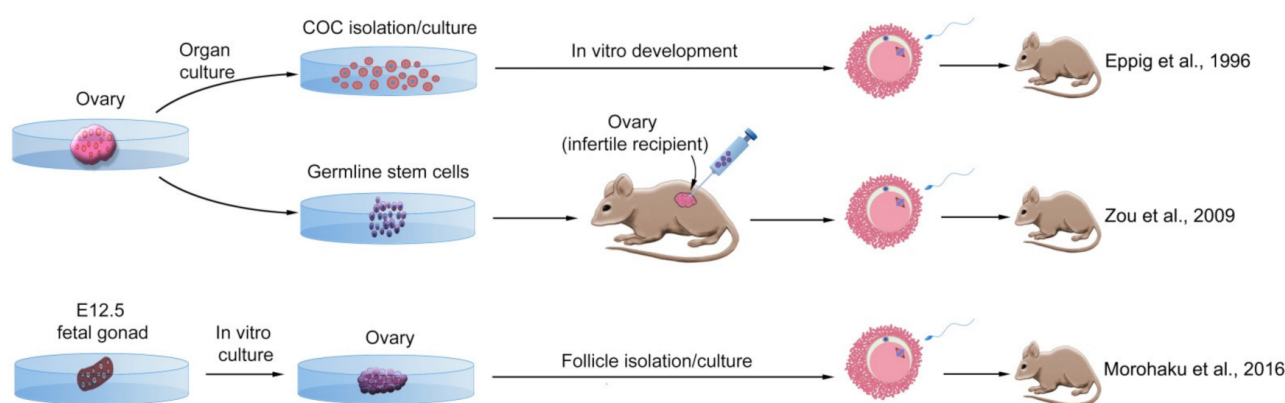 COC isolation/culture
Organ
culture
In vitro development
Eppig et al., 1996
Ovary
Ovary
(infertile recipient)
Germline stem cells
Zou et al., 2009
E12.5
fetal gonad
In vitro
culture
Ovary
Follicle isolation/culture
Morohaku et al., 2016